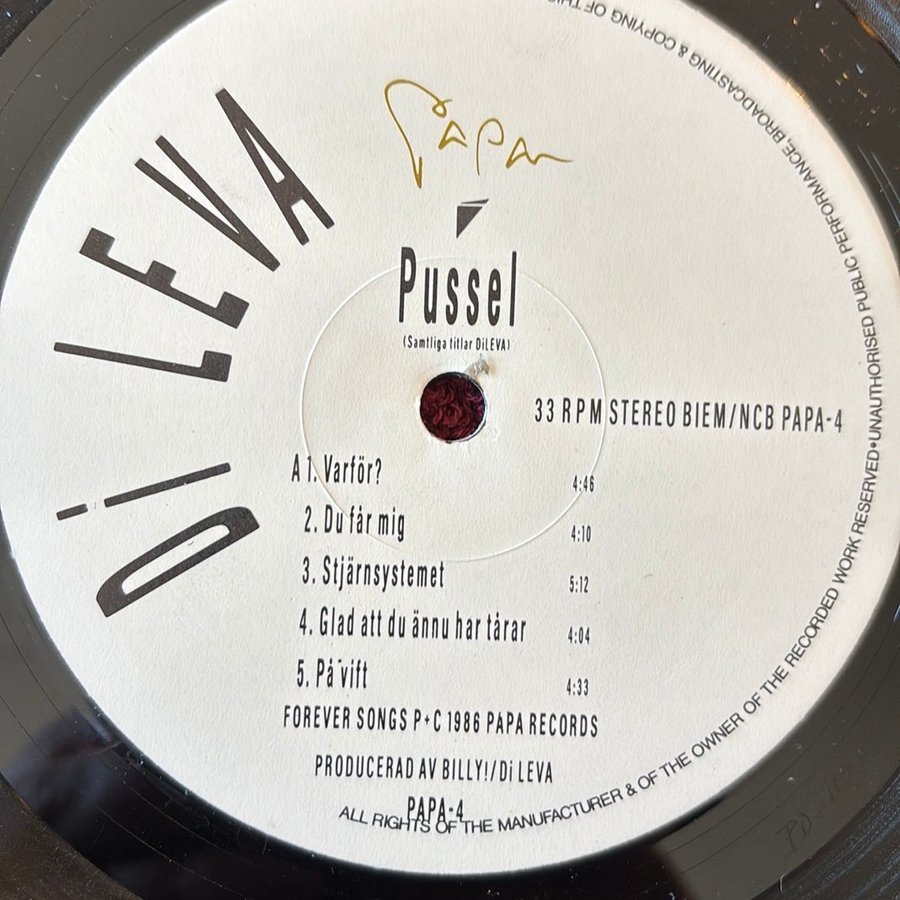 Papa
Pussel
(Samtliga titlar DiLEVA)
Di LEVA
33 RPM STEREO BIEM/NCB PAPA-4
A 1. Varför? 4:46
2. Du får mig 4:10
3. Stjärnsystemet 5:12
4. Glad att du ännu har tårar 4:04
5. På vift 4:33
FOREVER SONGS P+C 1986 PAPA RECORDS
PRODUCERAD AV BILLY!/Di LEVA
PAPA-4
ALL RIGHTS OF THE MANUFACTURER & OF THE OWNER OF THE RECORDED WORK RESERVED•UNAUTHORISED PUBLIC PERFORMANCE, BROADCASTING & COPYING OF THIS